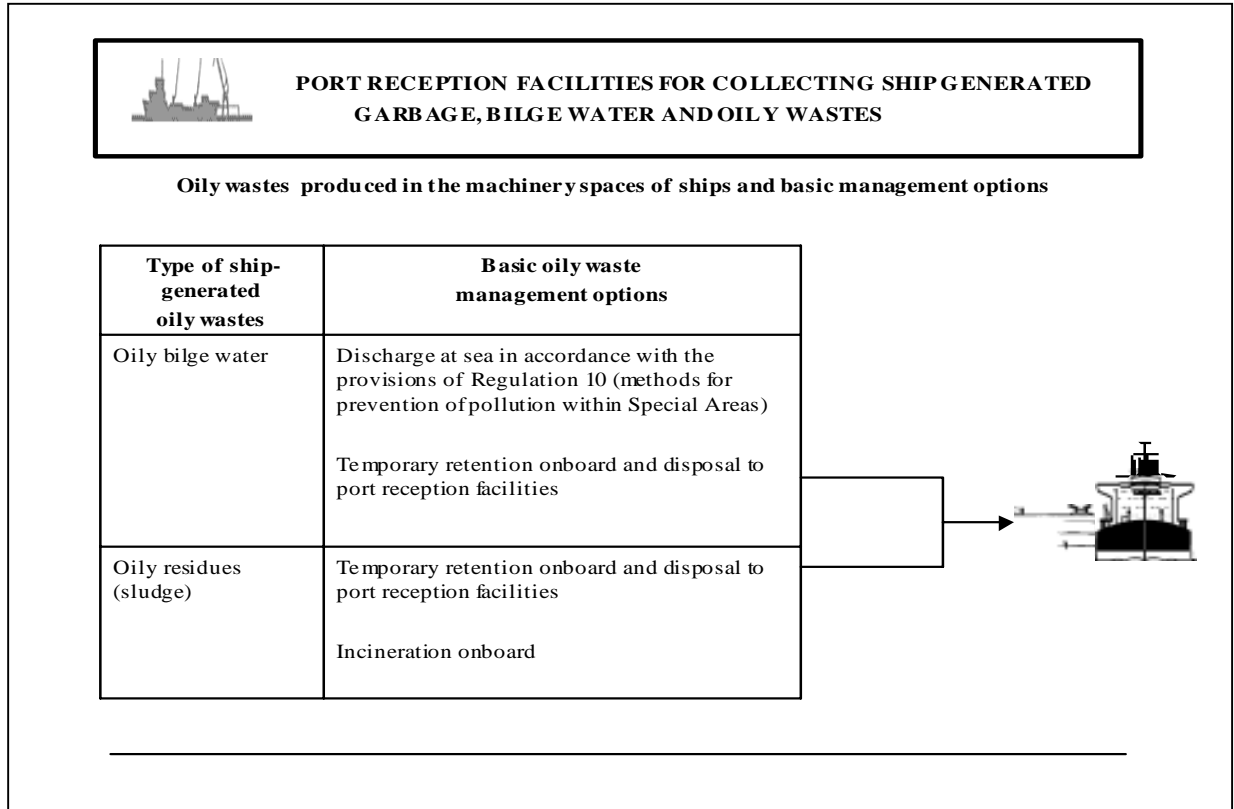 PORT RECEPTION FACILITIES FOR COLLECTING SHIP GENERATED
GARBAGE, BILGE WATER AND OILY WASTES
Oily wastes produced in the machinery spaces of ships and basic management options
Type of ship-
generated
oily wastes
Basic oily waste
management options
Oily bilge water
Discharge at sea in accordance with the
provisions of Regulation 10 (methods for
prevention of pollution within Special Areas)
Temporary retention onboard and disposal to
port reception facilities
Oily residues
(sludge)
Temporary retention onboard and disposal to
port reception facilities
Incineration onboard